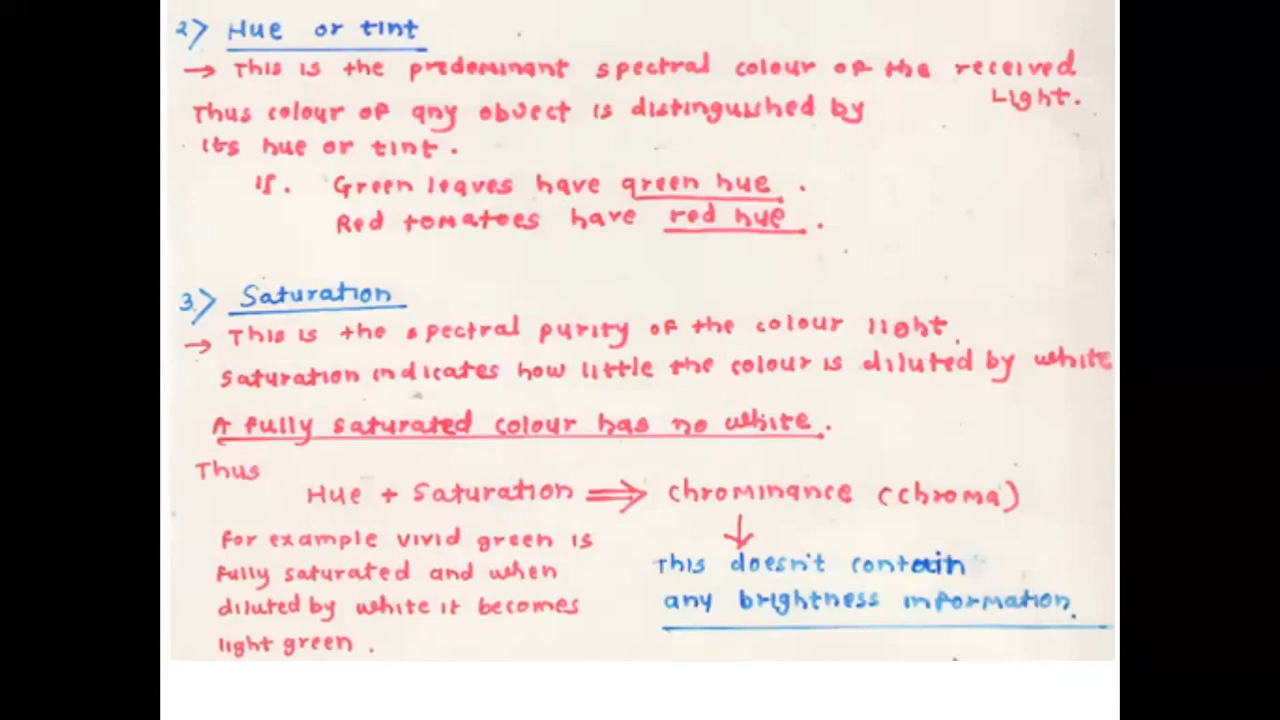 2) Hue or tint
→ This is the predominant spectral colour of the received Light.
Thus colour of any object is distinguished by
its hue or tint.
If. Green leaves have green hue.
Red tomatoes have red hue.
3.) Saturation
→ This is the spectral purity of the colour light.
Saturation indicates how little the colour is diluted by white
A fully saturated colour has no white.
Thus
Hue + Saturation ⇒ chrominance (chroma)
↓
For example vivid green is
fully saturated and when
diluted by white it becomes
light green.
This doesn't contain
any brightness information.